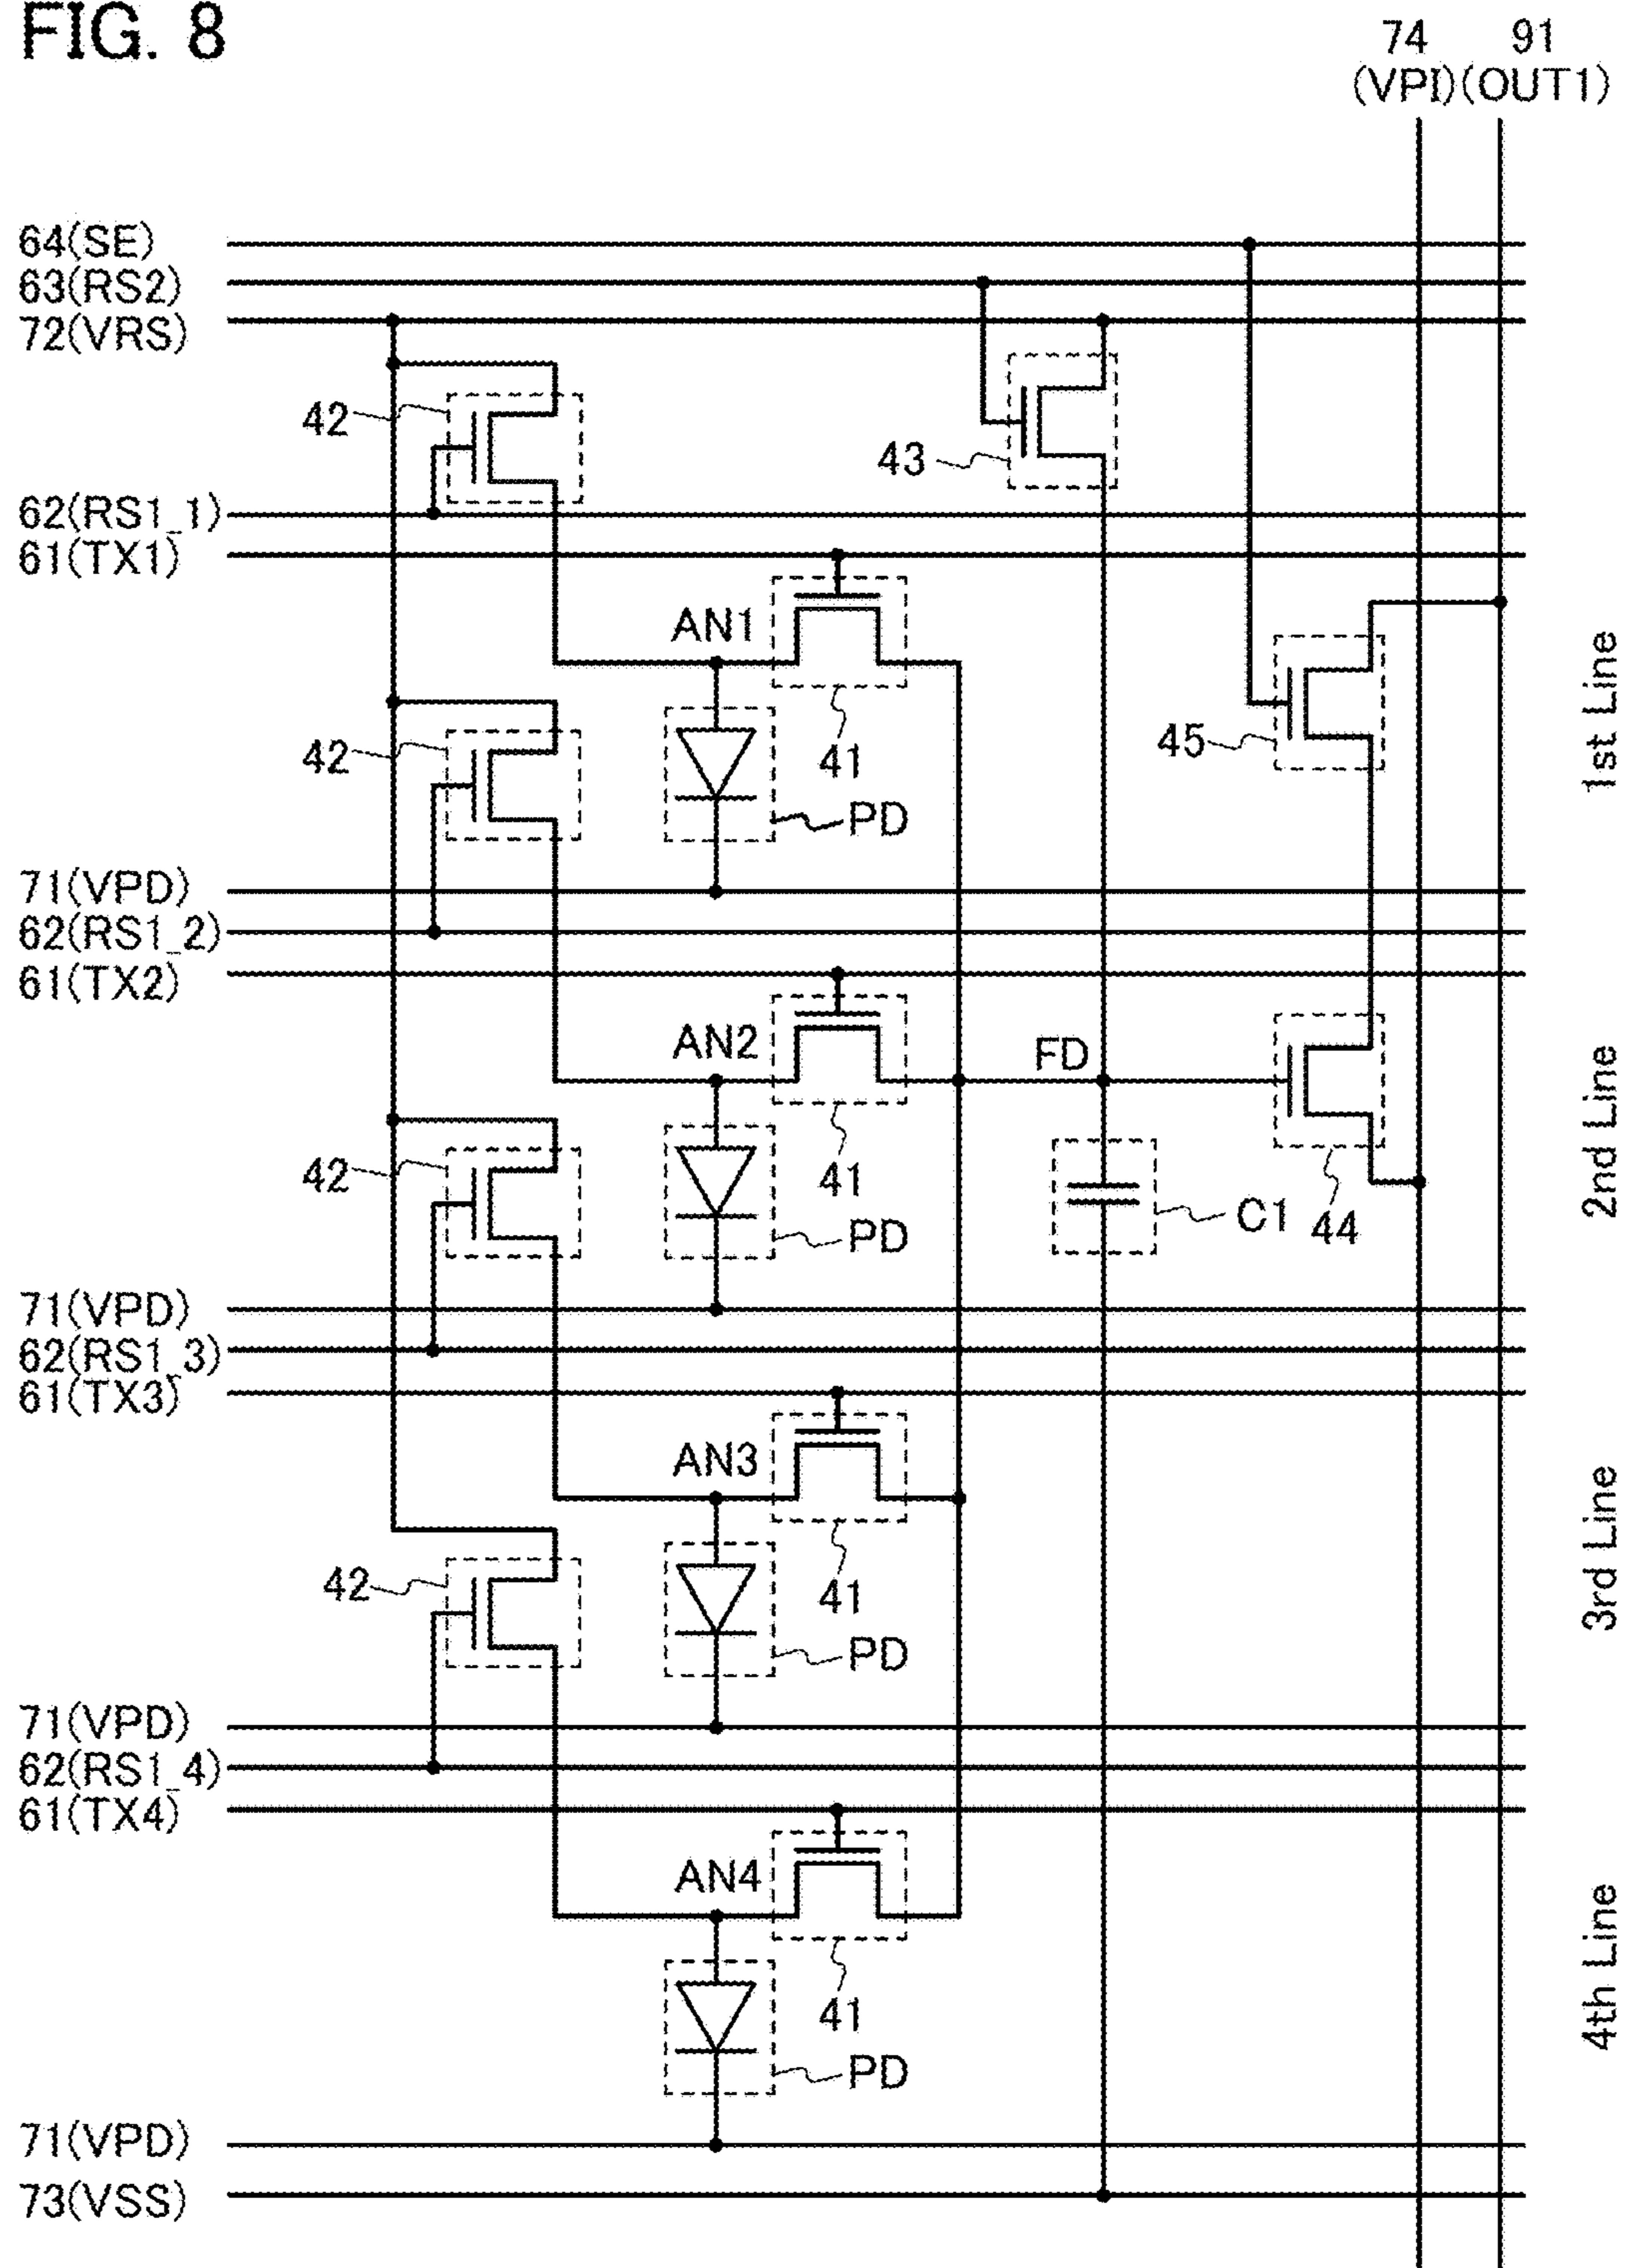 FIG. 8
74 91
(VPI)(OUT1)
64(SE)
63(RS2)
72(VRS)
42
43
62(RS1_1)
61(TX1)
AN1
41
PD
42
45
1st Line
71(VPD)
62(RS1_2)
61(TX2)
AN2
FD
41
PD
42
C1
44
2nd Line
71(VPD)
62(RS1_3)
61(TX3)
AN3
41
PD
42
3rd Line
71(VPD)
62(RS1_4)
61(TX4)
AN4
41
PD
4th Line
71(VPD)
73(VSS)